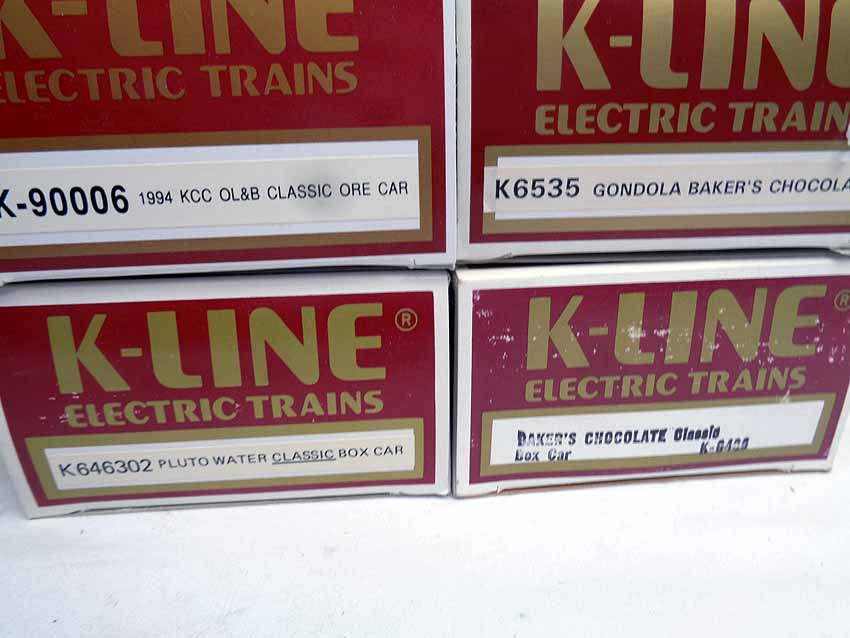 K-LINE
ELECTRIC TRAINS
K-90006 1994 KCC OL&B CLASSIC ORE CAR
K-LINE
ELECTRIC TRAIN
K6535 GONDOLA BAKER'S CHOCOLA
K-LINE®
ELECTRIC TRAINS
K646302 PLUTO WATER CLASSIC BOX CAR
K-LINE®
ELECTRIC TRAINS
BAKER'S CHOCOLATE Classic
Box Car